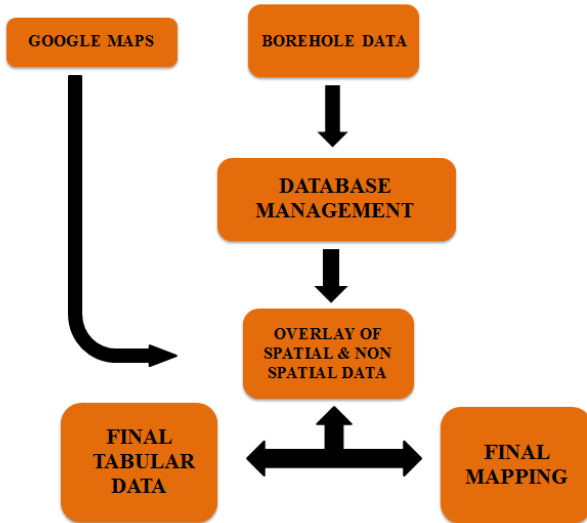 GOOGLE MAPS
BOREHOLE DATA
DATABASE
MANAGEMENT
OVERLAY OF
SPATIAL & NON
SPATIAL DATA
FINAL
TABULAR
DATA
FINAL
MAPPING